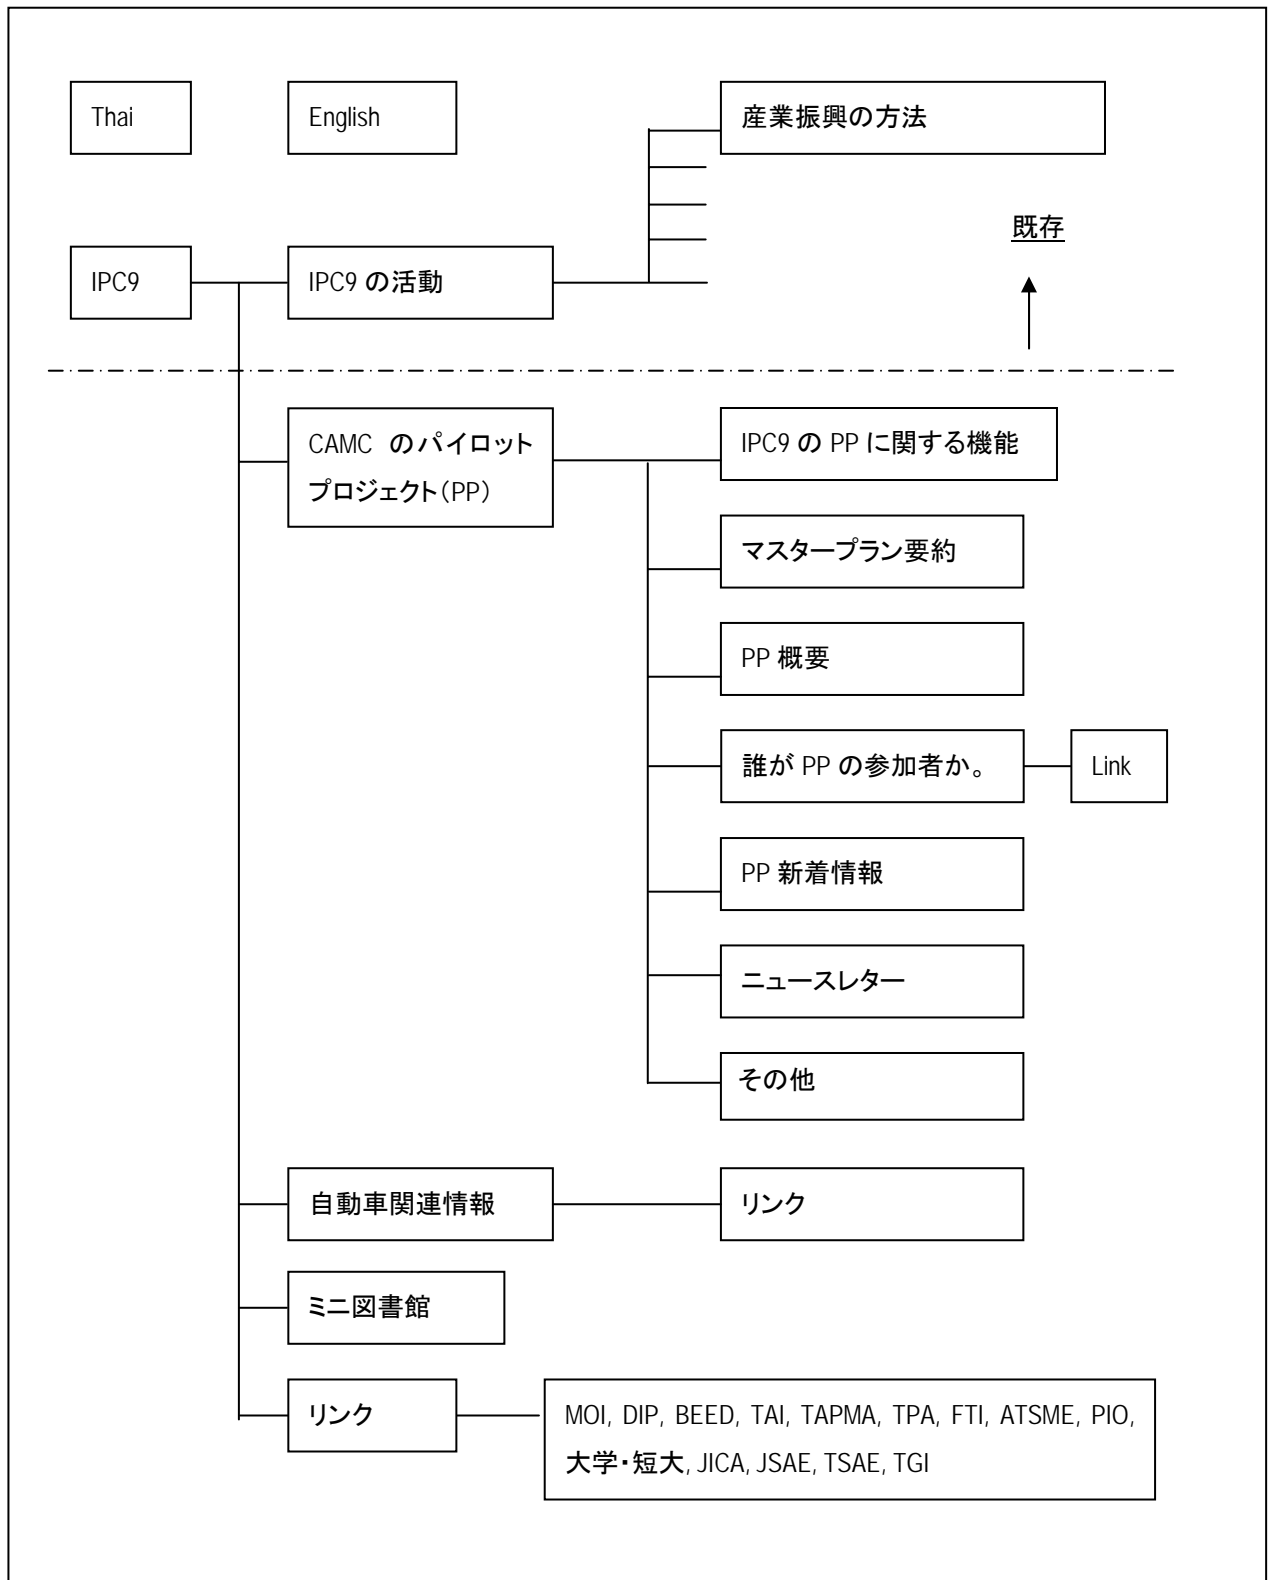 Thai
English
産業振興の方法
既存
IPC9
IPC9 の活動
CAMC のパイロット
プロジェクト(PP)
IPC9 の PP に関する機能
マスタープラン要約
PP 概要
誰が PP の参加者か。
Link
PP 新着情報
ニュースレター
その他
自動車関連情報
リンク
ミニ図書館
リンク
MOI, DIP, BEED, TAI, TAPMA, TPA, FTI, ATSME, PIO,
大学・短大, JICA, JSAE, TSAE, TGI